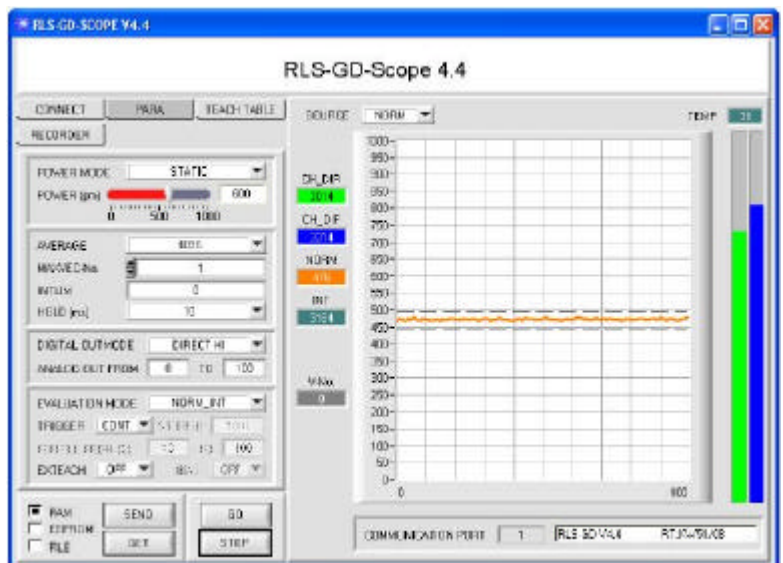 RLS-GD-SCOPE V4.4
RLS-GD-Scope 4.4
CONNECT PARA TEACH TABLE
RECORDER
POWER MODE STATIC
POWER [pm] 600
0 500 1000
AVERAGE
MAXVEC-No. 1
INTLIM 0
HOLD [ms] 10
DIGITAL OUTMODE DIRECT HI
ANALOG OUT FROM 0 TO 100
EVALUATION MODE NORM_INT
TRIGGER CONT
EXTEACH OFF OFF
RAM SEND GO
EEPROM
FILE GET STOP
SOURCE NORM TEMP
CH_DIR
CH_DIF
NORM
INT
V-No.
0
1000
950
900
850
800
750
700
650
600
550
500
450
400
350
300
250
200
150
100
50
0
0
COMMUNICATION PORT 1 RLS-GD V4.4